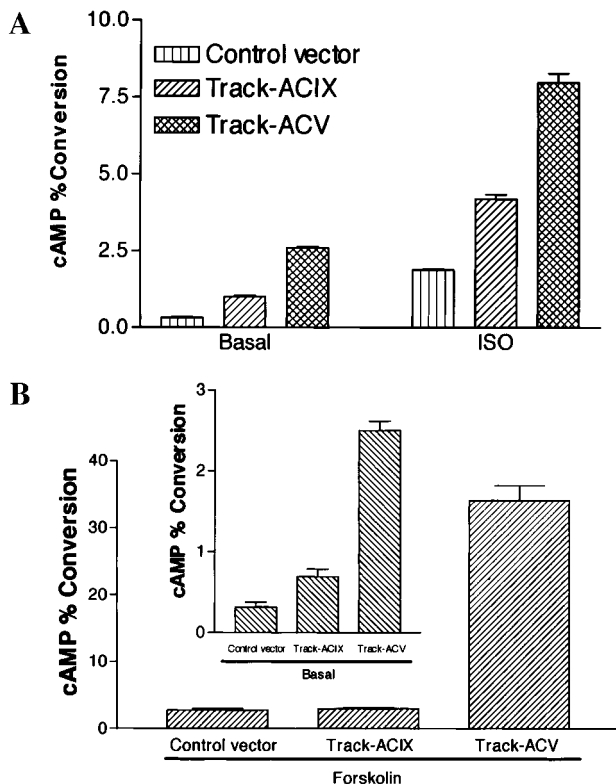 A
10.0
7.5
5.0
2.5
0.0
cAMP %Conversion
Control vector
Track-ACIX
Track-ACV
Basal
ISO
B
40
30
20
10
0
cAMP % Conversion
3
2
1
0
cAMP % Conversion
Control vector
Track-ACIX
Track-ACV
Basal
Control vector
Track-ACIX
Track-ACV
Forskolin